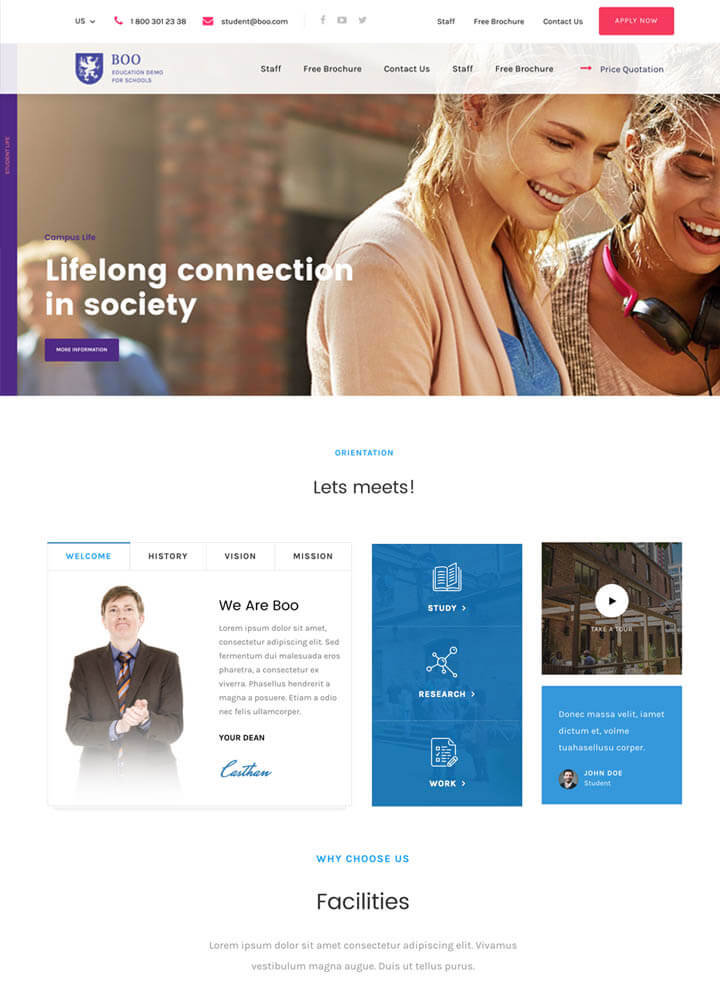 US 1 800 301 23 38 student@boo.com Staff Free Brochure Contact Us APPLY NOW
BOO
EDUCATION DEMO
FOR SCHOOLS
Staff Free Brochure Contact Us Staff Free Brochure Price Quotation
STUDENT LIFE
Campus Life
Lifelong connection
in society
MORE INFORMATION
ORIENTATION
Lets meets!
WELCOME HISTORY VISION MISSION
We Are Boo
Lorem ipsum dolor sit amet,
consectetur adipiscing elit. Sed
fermentum dui malesuada eros
pharetra, a consectetur ex
viverra. Phasellus hendrerit a
magna a posuere. Etiam a odio
nec felis ullamcorper.
YOUR DEAN
Casthan
STUDY
RESEARCH
WORK
TAKE A TOUR
Donec massa velit, iamet
dictum et, volme
tuahasellusu corper.
JOHN DOE
Student
WHY CHOOSE US
Facilities
Lorem ipsum dolor sit amet consectetur adipiscing elit. Vivamus
vestibulum magna augue. Duis ut tellus purus.